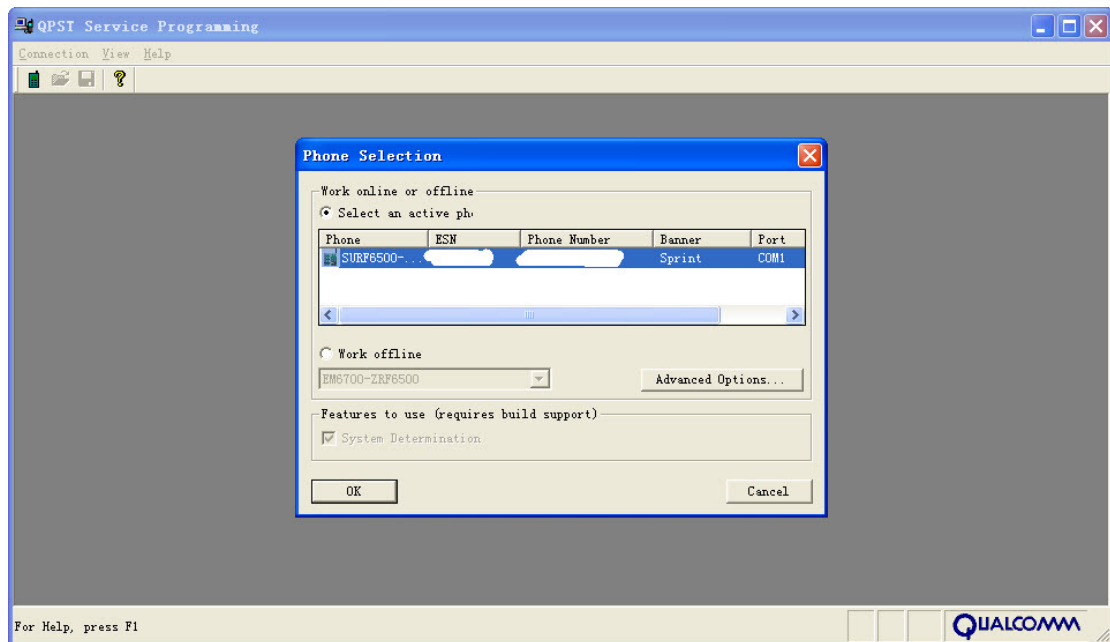 QPST Service Programming
Connection View Help
Phone Selection
Work online or offline
Select an active ph
Phone ESN Phone Number Banner Port
SURF6500-... Sprint COM1
Work offline
EM6700-ZRF6500
Advanced Options...
Features to use (requires build support)
System Determination
OK Cancel
For Help, press F1
QUALCOMM